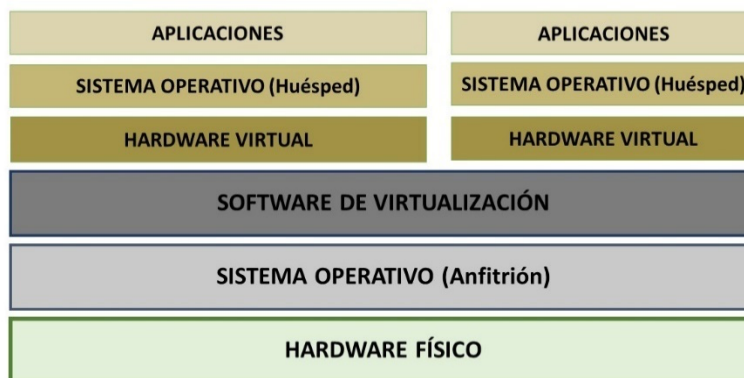 APLICACIONES
SISTEMA OPERATIVO (Huésped)
HARDWARE VIRTUAL
APLICACIONES
SISTEMA OPERATIVO (Huésped)
HARDWARE VIRTUAL
SOFTWARE DE VIRTUALIZACIÓN
SISTEMA OPERATIVO (Anfitrión)
HARDWARE FÍSICO